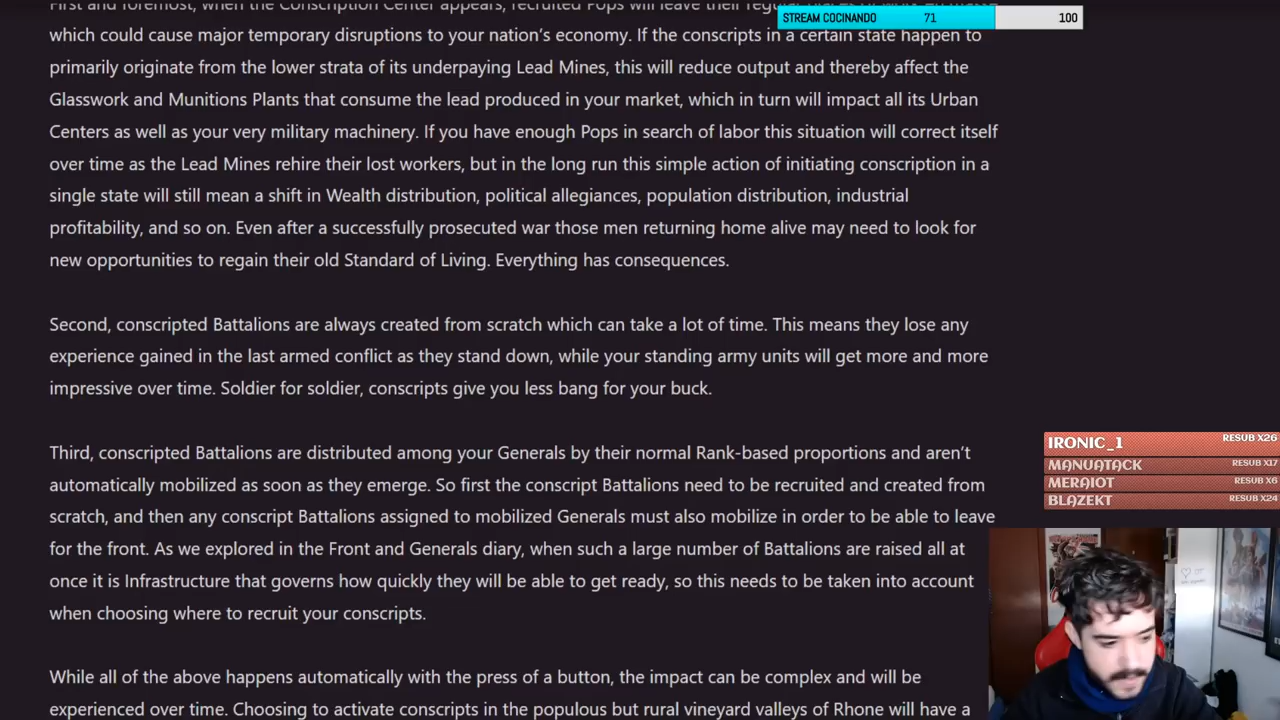 STREAM COCINANDO 71 100
which could cause major temporary disruptions to your nation's economy. If the conscripts in a certain state happen to
primarily originate from the lower strata of its underpaying Lead Mines, this will reduce output and thereby affect the
Glasswork and Munitions Plants that consume the lead produced in your market, which in turn will impact all its Urban
Centers as well as your very military machinery. If you have enough Pops in search of labor this situation will correct itself
over time as the Lead Mines rehire their lost workers, but in the long run this simple action of initiating conscription in a
single state will still mean a shift in Wealth distribution, political allegiances, population distribution, industrial
profitability, and so on. Even after a successfully prosecuted war those men returning home alive may need to look for
new opportunities to regain their old Standard of Living. Everything has consequences.
Second, conscripted Battalions are always created from scratch which can take a lot of time. This means they lose any
experience gained in the last armed conflict as they stand down, while your standing army units will get more and more
impressive over time. Soldier for soldier, conscripts give you less bang for your buck.
Third, conscripted Battalions are distributed among your Generals by their normal Rank-based proportions and aren't
automatically mobilized as soon as they emerge. So first the conscript Battalions need to be recruited and created from
scratch, and then any conscript Battalions assigned to mobilized Generals must also mobilize in order to be able to leave
for the front. As we explored in the Front and Generals diary, when such a large number of Battalions are raised all at
once it is Infrastructure that governs how quickly they will be able to get ready, so this needs to be taken into account
when choosing where to recruit your conscripts.
While all of the above happens automatically with the press of a button, the impact can be complex and will be
experienced over time. Choosing to activate conscripts in the populous but rural vineyard valleys of Rhone will have a
IRONIC_1 RESUB X26
MANUATACK RESUB X17
MERAIOT RESUB X6
BLAZEKT RESUB X24